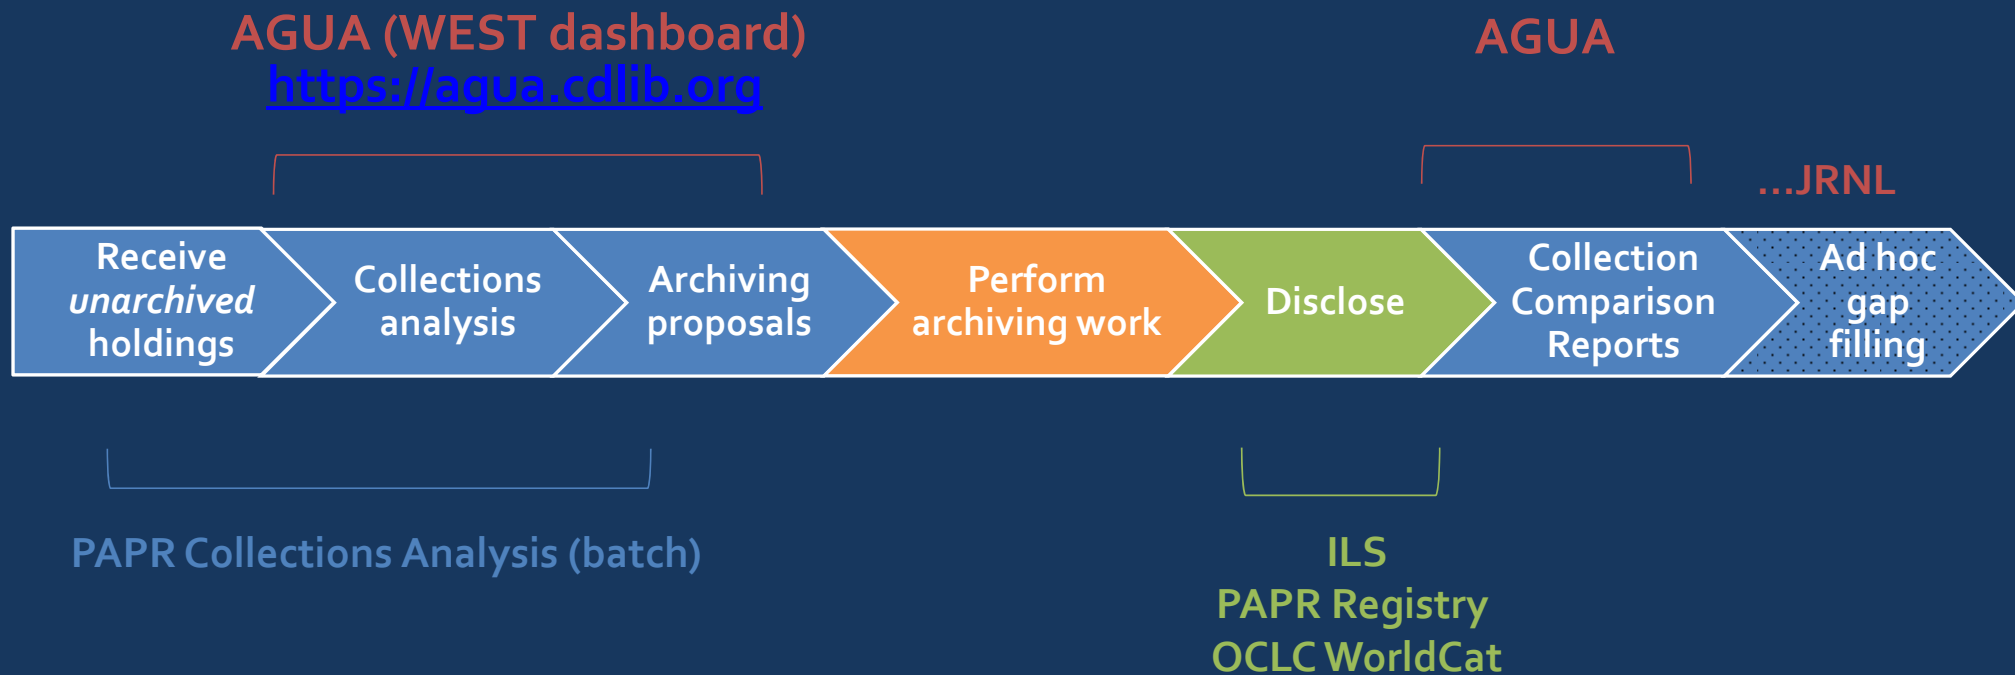 AGUA (WEST dashboard)
https://agua.cdlib.org
AGUA
...JRNL
Receive
unarchived
holdings
Collections
analysis
Archiving
proposals
Perform
archiving work
Disclose
Collection
Comparison
Reports
Ad hoc
gap
filling
PAPR Collections Analysis (batch)
ILS
PAPR Registry
OCLC WorldCat